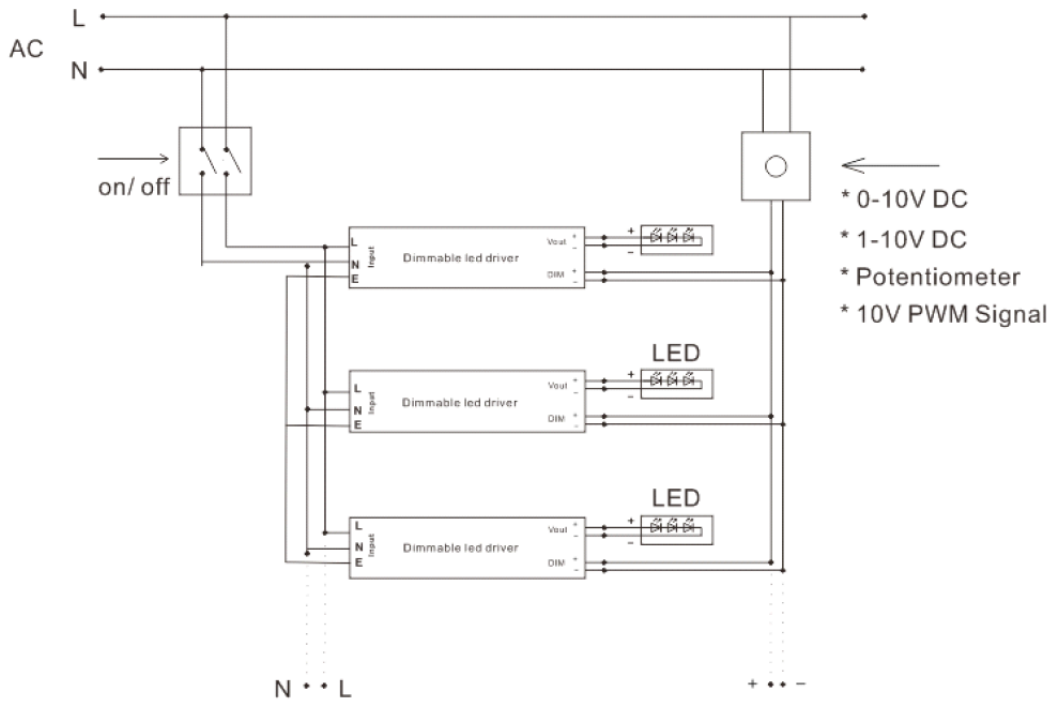 L
AC
N
on/ off
* 0-10V DC
* 1-10V DC
* Potentiometer
* 10V PWM Signal
L
N
E
Input
Dimmable led driver
Vout + −
DIM + −
+
−
LED
L
N
E
Input
Dimmable led driver
Vout + −
DIM + −
+
−
LED
L
N
E
Input
Dimmable led driver
Vout + −
DIM + −
+
−
N L
+ −